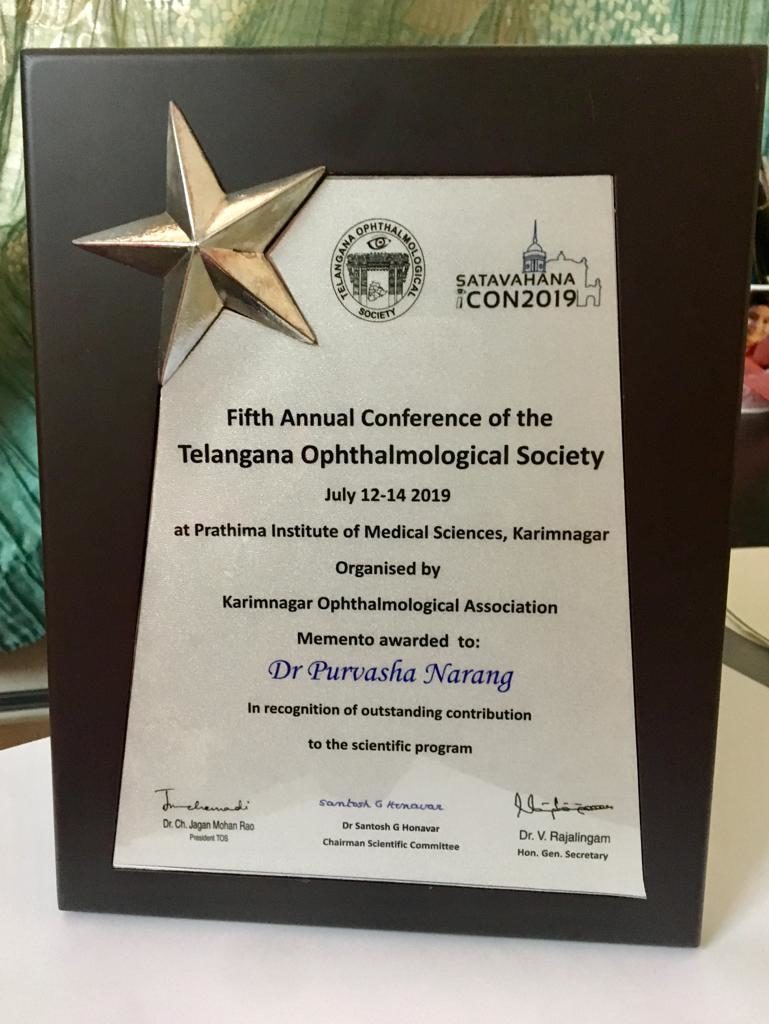 TELANGANA OPHTHALMOLOGICAL SOCIETY
SATAVAHANA
iCON2019
Fifth Annual Conference of the
Telangana Ophthalmological Society
July 12-14 2019
at Prathima Institute of Medical Sciences, Karimnagar
Organised by
Karimnagar Ophthalmological Association
Memento awarded to:
Dr Purvasha Narang
In recognition of outstanding contribution
to the scientific program
Santosh G Honavar
Dr. Ch. Jagan Mohan Rao
President TOS
Dr Santosh G Honavar
Chairman Scientific Committee
Dr. V. Rajalingam
Hon. Gen. Secretary